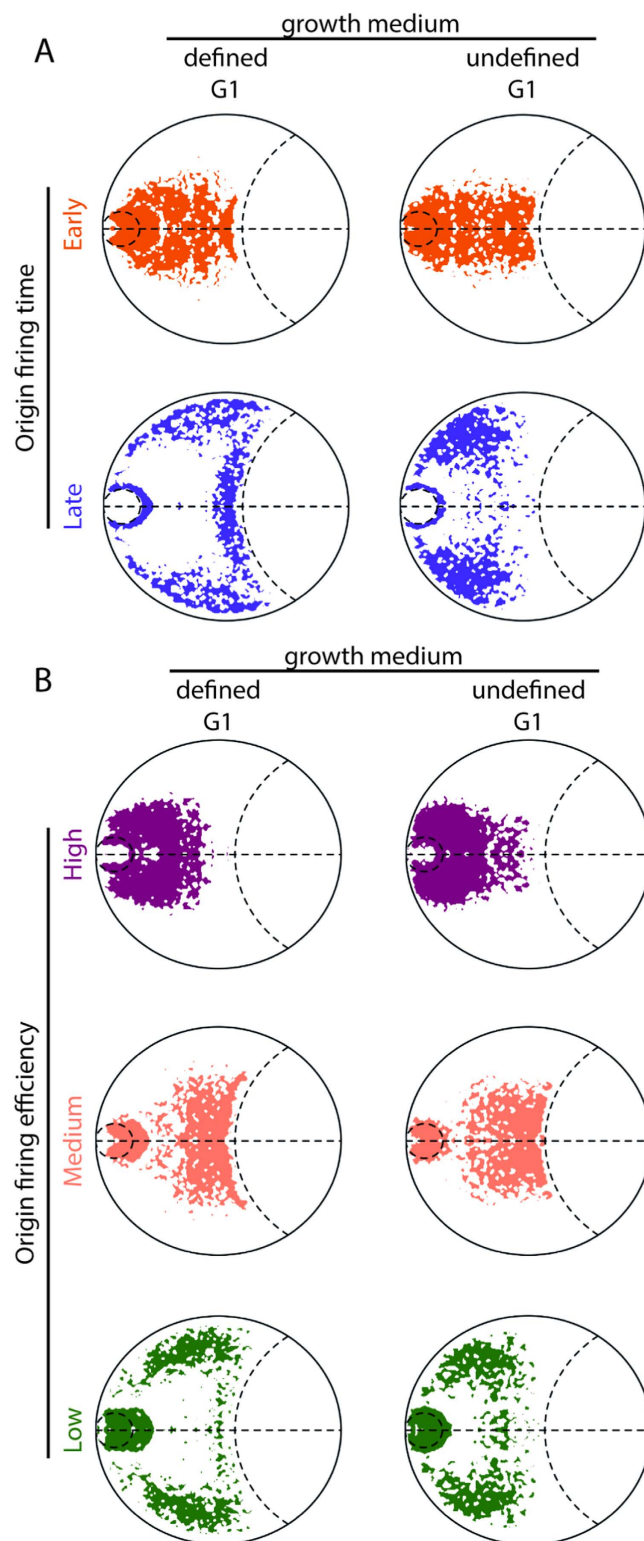 A
growth medium
defined
undefined
G1
G1
Origin firing time
Early
Late
B
growth medium
defined
undefined
G1
G1
Origin firing efficiency
High
Medium
Low